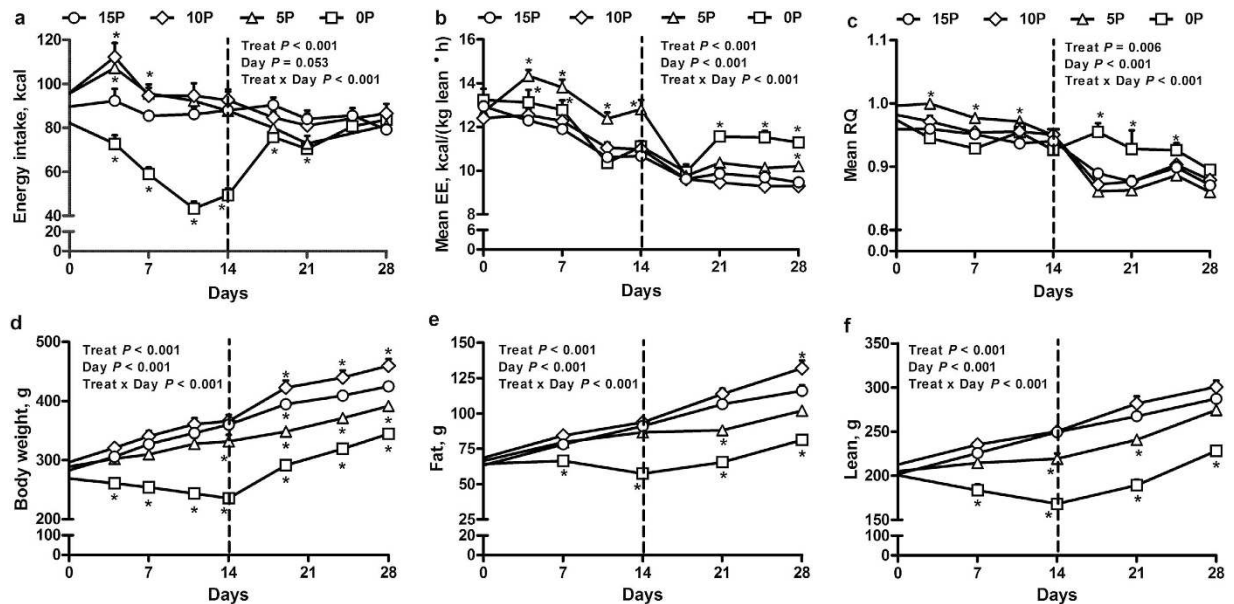 a
15P 10P 5P 0P
Energy intake, kcal
120
100
80
60
40
20
0
Treat P < 0.001
Day P = 0.053
Treat x Day P < 0.001
* * * * * * * * *
0 7 14 21 28
Days
b
15P 10P 5P 0P
Mean EE, kcal/(kg lean * h)
16
14
12
10
8
6
0
Treat P < 0.001
Day P < 0.001
Treat x Day P < 0.001
* * * * * * * * * *
0 7 14 21 28
Days
c
15P 10P 5P 0P
Mean RQ
1.1
1.0
0.9
0.8
0.0
Treat P = 0.006
Day P < 0.001
Treat x Day P < 0.001
* * * * * *
0 7 14 21 28
Days
d
Body weight, g
500
400
300
200
100
0
Treat P < 0.001
Day P < 0.001
Treat x Day P < 0.001
* * * * * * * * * * * * * *
0 7 14 21 28
Days
e
Fat, g
150
125
100
75
50
25
0
Treat P < 0.001
Day P < 0.001
Treat x Day P < 0.001
* * * * * *
0 7 14 21 28
Days
f
Lean, g
350
300
250
200
150
100
0
Treat P < 0.001
Day P < 0.001
Treat x Day P < 0.001
* * * * * *
0 7 14 21 28
Days